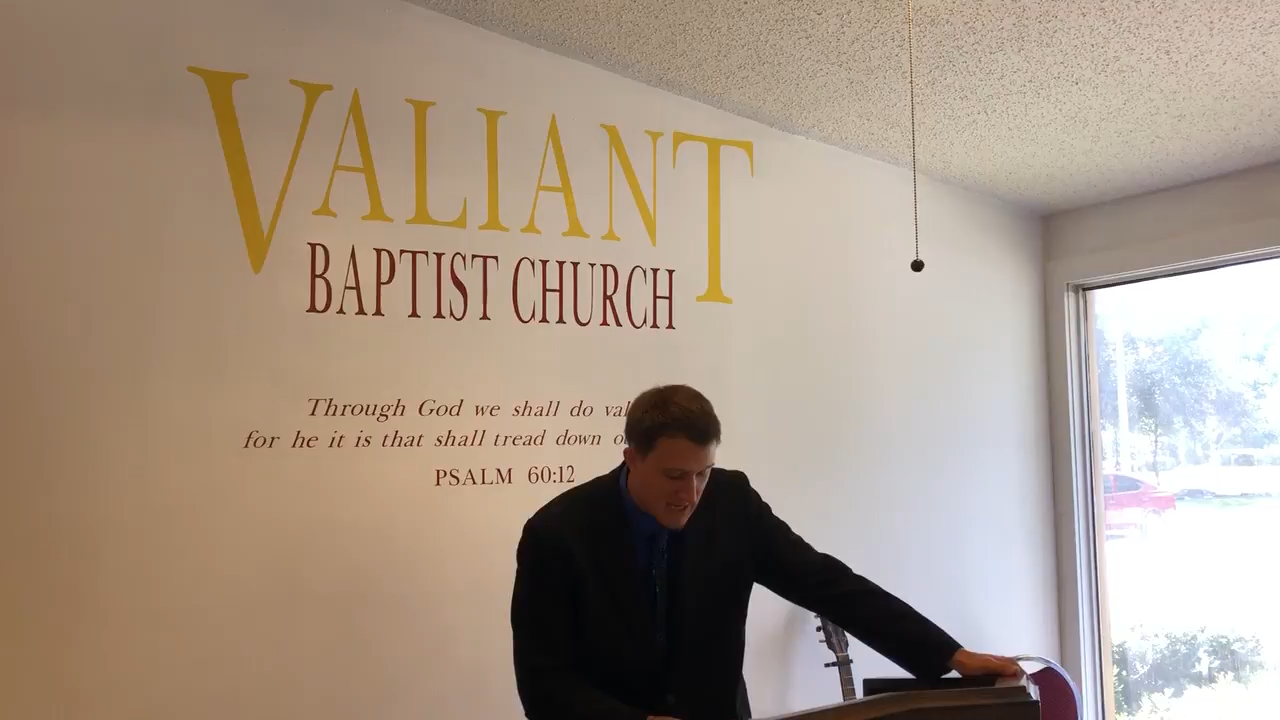 VALIANT
BAPTIST CHURCH
Through God we shall do
for he it is that shall tread down
PSALM 60:12